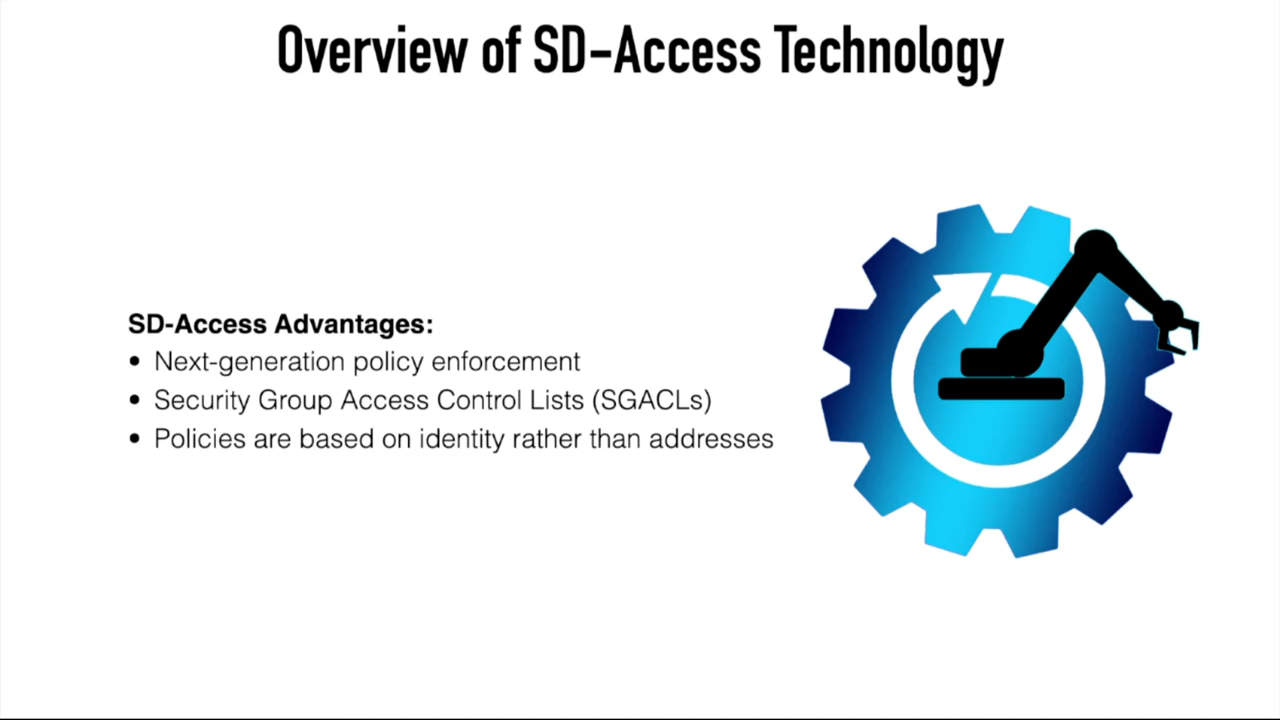 Overview of SD-Access Technology
SD-Access Advantages:
• Next-generation policy enforcement
• Security Group Access Control Lists (SGACLs)
• Policies are based on identity rather than addresses